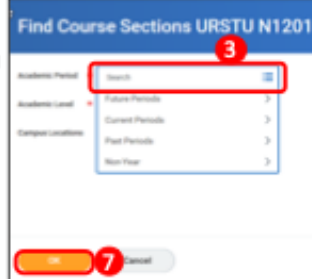 Find Course Sections URSTU N1201
3
Academic Period
Search
Academic Level
Future Periods
Current Periods
Campus Locations
Past Periods
Non-Year
OK
7
Cancel